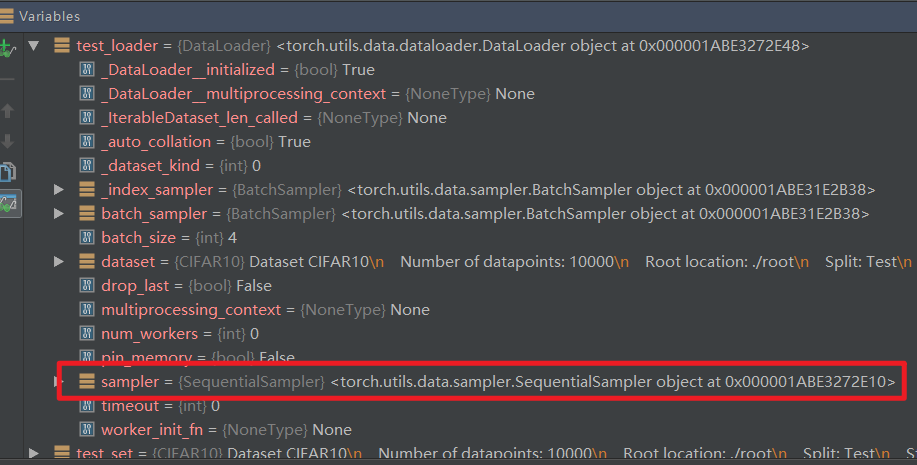 Variables
test_loader = {DataLoader} <torch.utils.data.dataloader.DataLoader object at 0x000001ABE3272E48>
_DataLoader__initialized = {bool} True
_DataLoader__multiprocessing_context = {NoneType} None
_IterableDataset_len_called = {NoneType} None
_auto_collation = {bool} True
_dataset_kind = {int} 0
_index_sampler = {BatchSampler} <torch.utils.data.sampler.BatchSampler object at 0x000001ABE31E2B38>
batch_sampler = {BatchSampler} <torch.utils.data.sampler.BatchSampler object at 0x000001ABE31E2B38>
batch_size = {int} 4
dataset = {CIFAR10} Dataset CIFAR10\n    Number of datapoints: 10000\n    Root location: ./root\n    Split: Test\n
drop_last = {bool} False
multiprocessing_context = {NoneType} None
num_workers = {int} 0
pin_memory = {bool} False
sampler = {SequentialSampler} <torch.utils.data.sampler.SequentialSampler object at 0x000001ABE3272E10>
timeout = {int} 0
worker_init_fn = {NoneType} None
test_set = {CIFAR10} Dataset CIFAR10\n    Number of datapoints: 10000\n    Root location: ./root\n    Split: Test\n    S